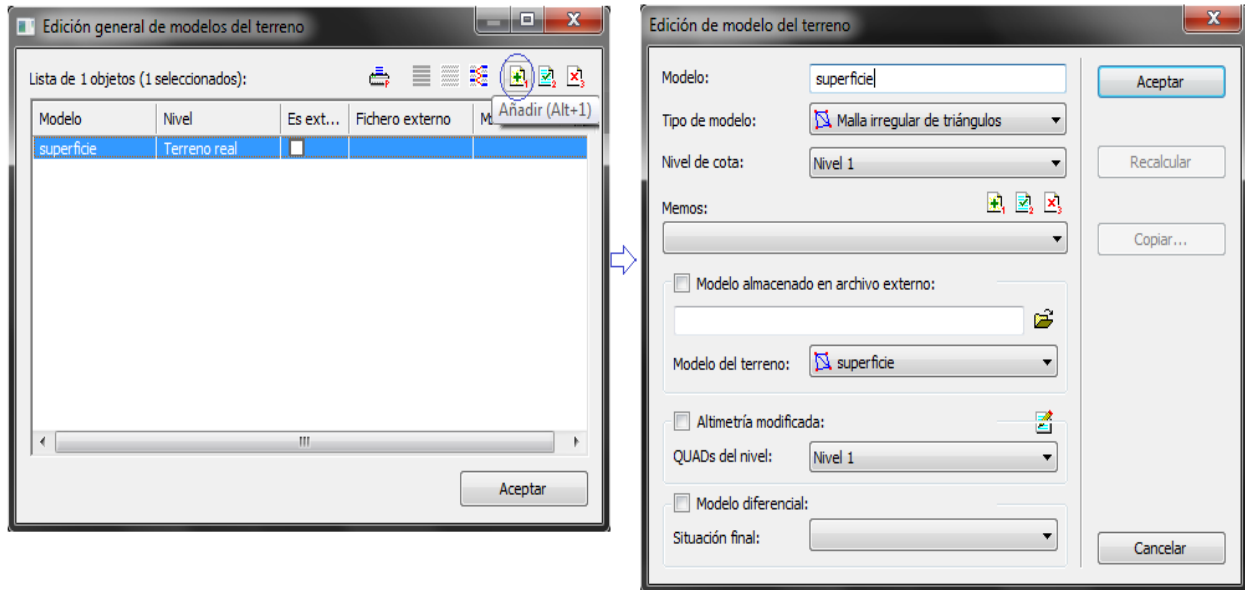 Edición general de modelos del terreno
Lista de 1 objetos (1 seleccionados):
Añadir (Alt+1)
Modelo Nivel Es ext... Fichero externo
superficie Terreno real
Aceptar
Edición de modelo del terreno
Modelo: superficie
Aceptar
Tipo de modelo: Malla irregular de triángulos
Nivel de cota: Nivel 1
Recalcular
Memos:
Copiar...
Modelo almacenado en archivo externo:
Modelo del terreno: superficie
Altimetría modificada:
QUADs del nivel: Nivel 1
Modelo diferencial:
Situación final:
Cancelar